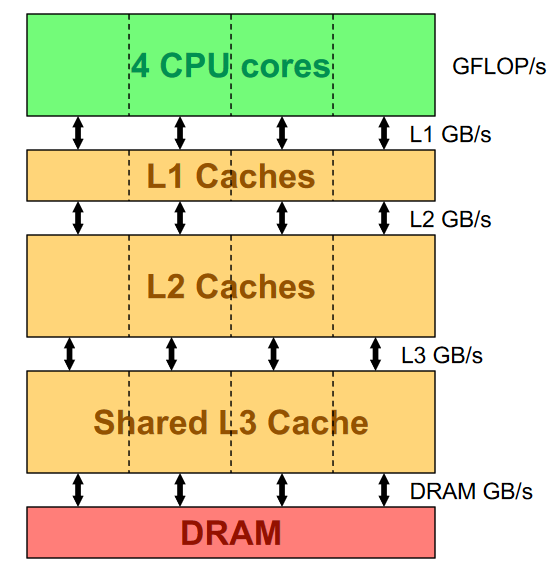 4 CPU cores
GFLOP/s
L1 GB/s
L1 Caches
L2 GB/s
L2 Caches
L3 GB/s
Shared L3 Cache
DRAM GB/s
DRAM